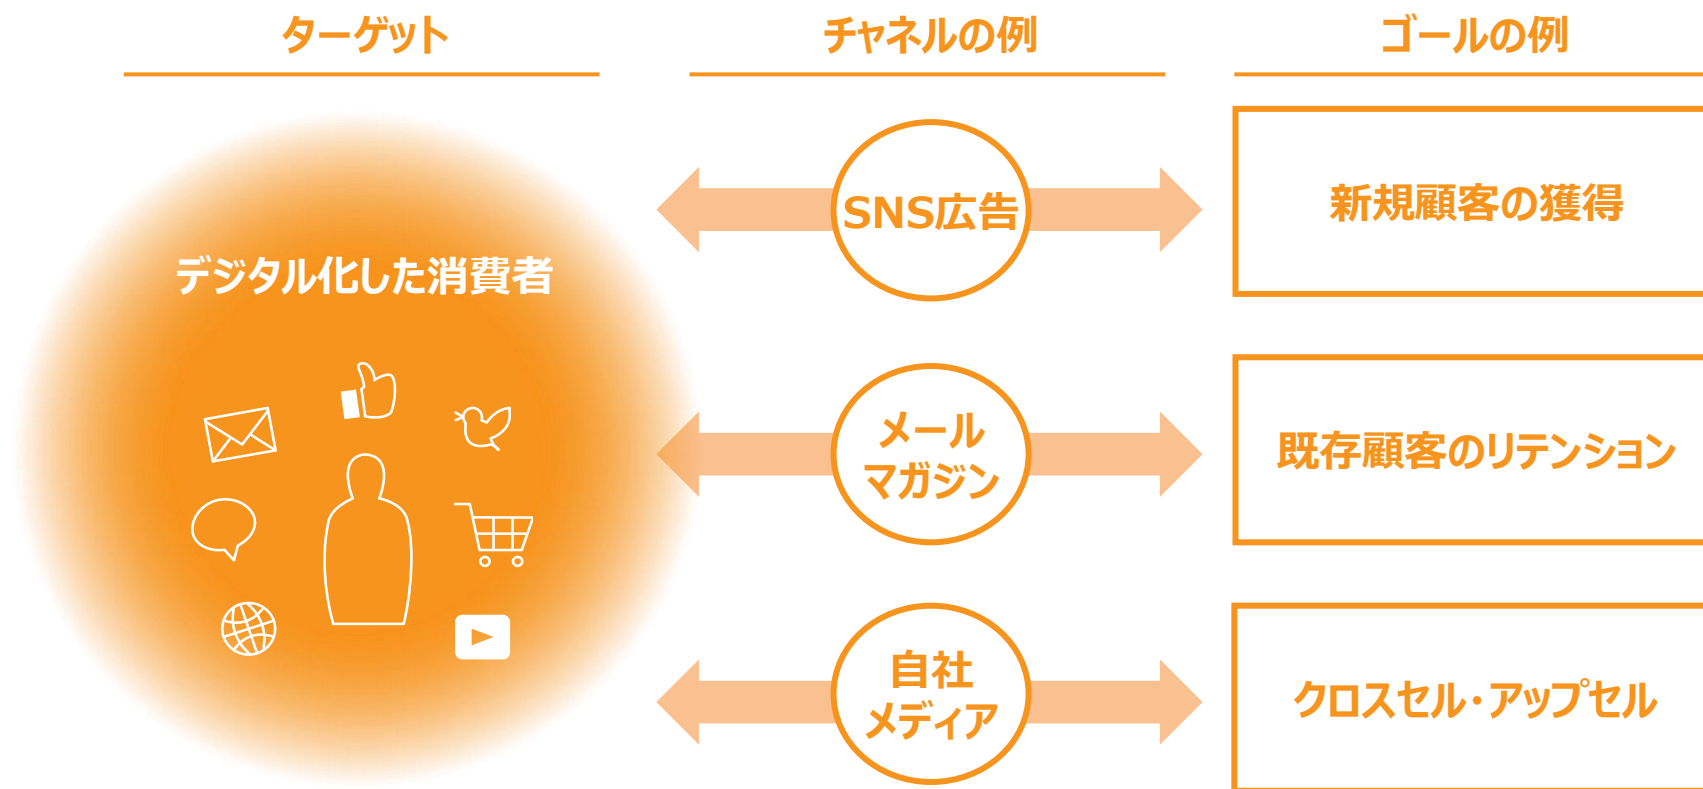 ターゲット
チャネルの例
ゴールの例
デジタル化した消費者
SNS広告
新規顧客の獲得
メール
マガジン
既存顧客のリテンション
自社
メディア
クロスセル・アップセル